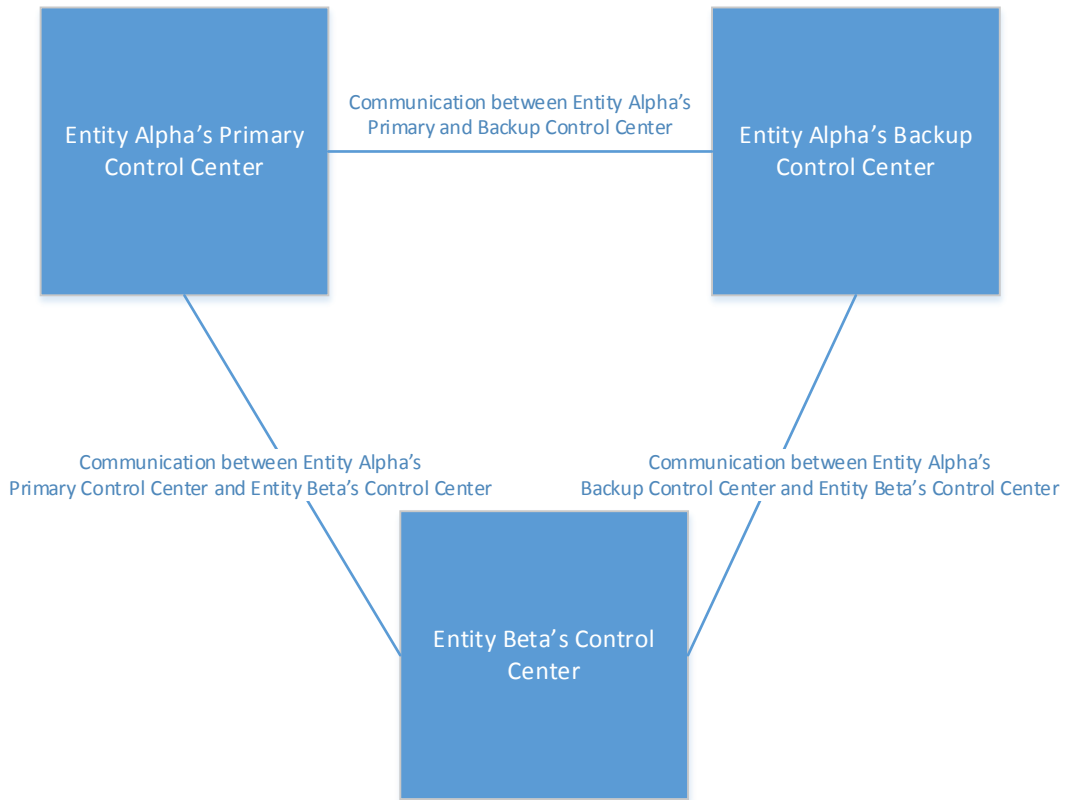 Communication between Entity Alpha's
Primary and Backup Control Center
Entity Alpha's Primary
Control Center
Entity Alpha's Backup
Control Center
Communication between Entity Alpha's
Primary Control Center and Entity Beta's Control Center
Communication between Entity Alpha's
Backup Control Center and Entity Beta's Control Center
Entity Beta's Control
Center